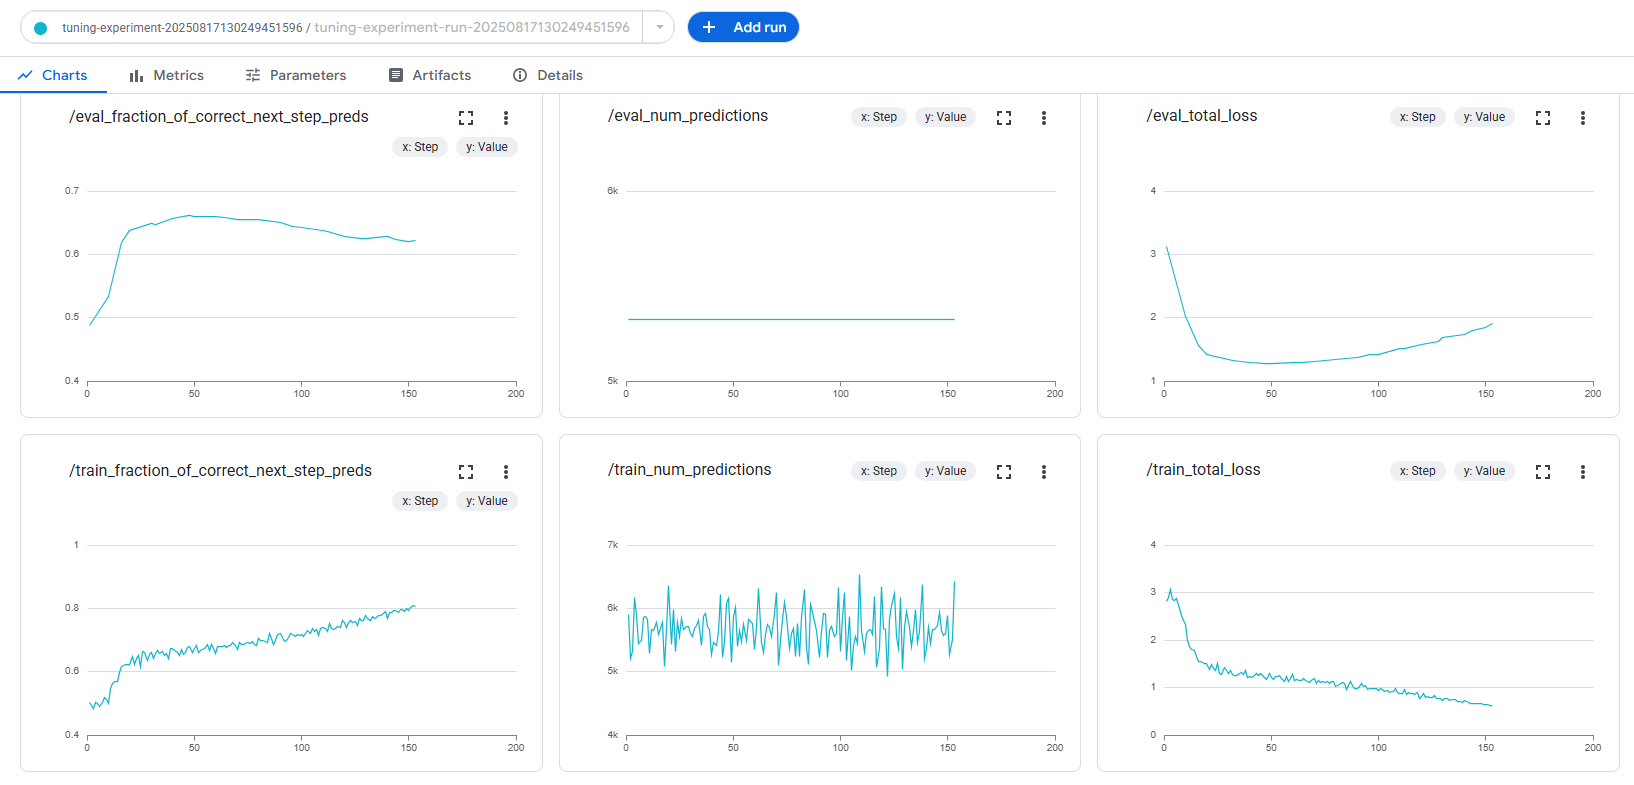 tuning-experiment-20250817130249451596 / tuning-experiment-run-20250817130249451596
Add run
Charts
Metrics
Parameters
Artifacts
Details
/eval_fraction_of_correct_next_step_preds
x: Step
y: Value
0.7
0.6
0.5
0.4
0
50
100
150
200
/eval_num_predictions
x: Step
y: Value
6k
5k
0
50
100
150
200
/eval_total_loss
x: Step
y: Value
4
3
2
1
0
50
100
150
200
/train_fraction_of_correct_next_step_preds
x: Step
y: Value
1
0.8
0.6
0.4
0
50
100
150
200
/train_num_predictions
x: Step
y: Value
7k
6k
5k
4k
0
50
100
150
200
/train_total_loss
x: Step
y: Value
4
3
2
1
0
0
50
100
150
200